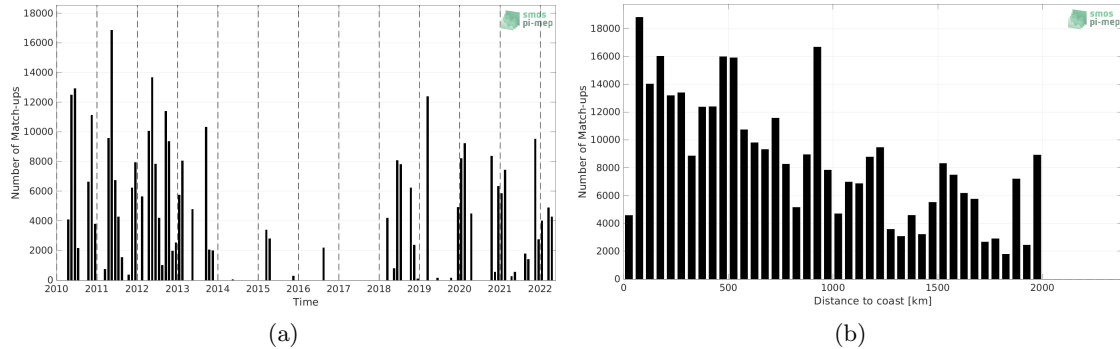 smos
pi-mep
Number of Match-ups
18000
16000
14000
12000
10000
8000
6000
4000
2000
0
2010 2011 2012 2013 2014 2015 2016 2017 2018 2019 2020 2021 2022
Time
(a)
smos
pi-mep
Number of Match-ups
18000
16000
14000
12000
10000
8000
6000
4000
2000
0
0 500 1000 1500 2000
Distance to coast [km]
(b)